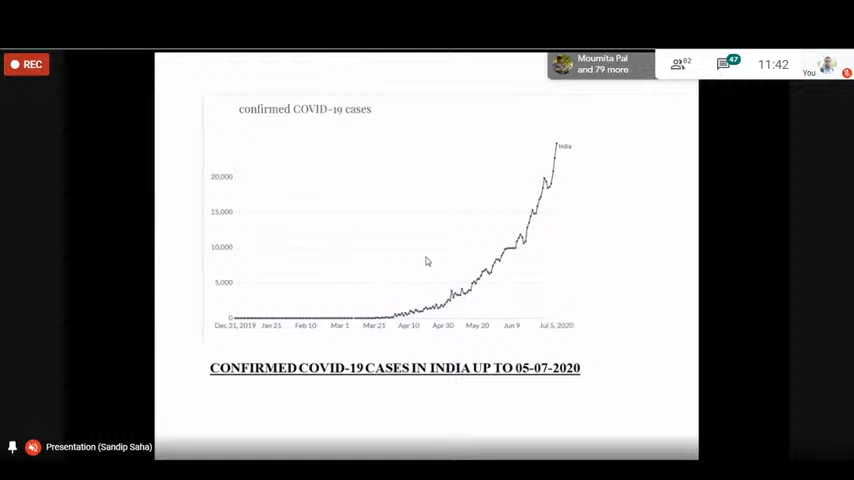 REC
Moumita Pal
and 79 more
82
47
11:42
You
confirmed COVID-19 cases
India
20,000
15,000
10,000
5,000
0
Dec 31, 2019 Jan 21 Feb 10 Mar 1 Mar 21 Apr 10 Apr 30 May 20 Jun 9 Jul 5, 2020
CONFIRMED COVID-19 CASES IN INDIA UP TO 05-07-2020
Presentation (Sandip Saha)